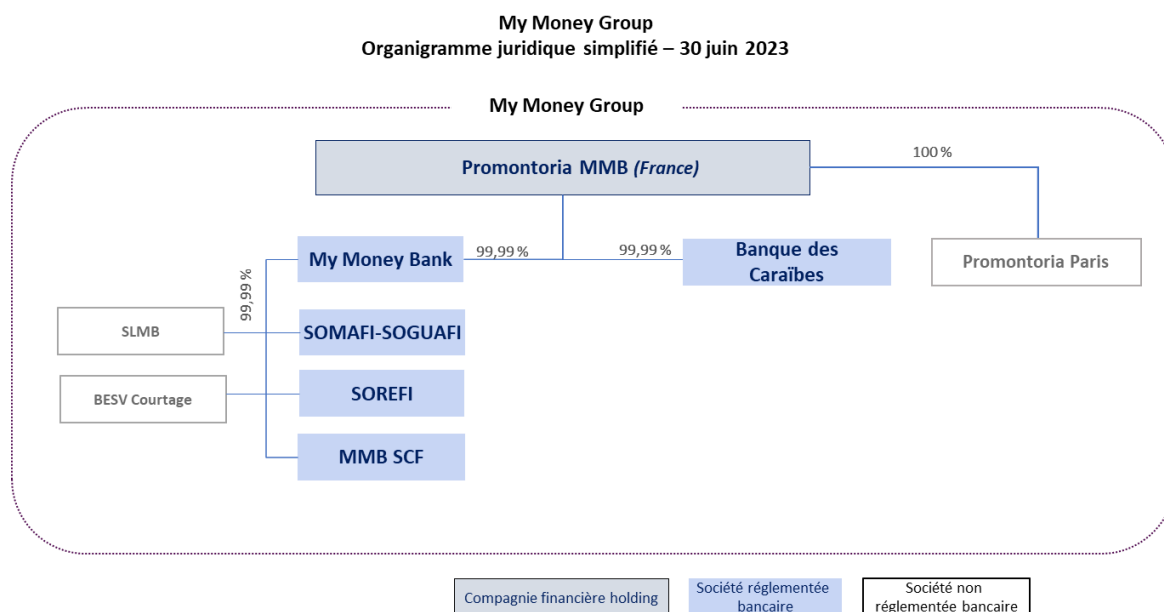 My Money Group
Organigramme juridique simplifié – 30 juin 2023
My Money Group
Promontoria MMB (France)
100 %
My Money Bank
99,99 %
99,99 %
Banque des
Caraïbes
Promontoria Paris
99,99 %
SLMB
SOMAFI-SOGUAFI
BESV Courtage
SOREFI
MMB SCF
Compagnie financière holding
Société réglementée
bancaire
Société non
réglementée bancaire